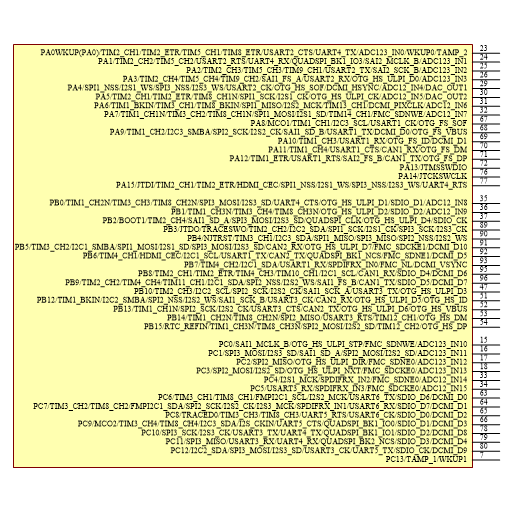 PA0WKUP(PA0)/TIM2_CH1/TIM2_ETR/TIM5_CH1/TIM8_ETR/USART2_CTS/UART4_TX/ADC123_IN0/WKUP0/TAMP_2 23
PA1/TIM2_CH2/TIM5_CH2/USART2_RTS/UART4_RX/QUADSPI_BK1_IO3/SAI2_MCLK_B/ADC123_IN1 24
PA2/TIM2_CH3/TIM5_CH3/TIM9_CH1/USART2_TX/SAI2_SCK_B/ADC123_IN2 25
PA3/TIM2_CH4/TIM5_CH4/TIM9_CH2/SAI1_FS_A/USART2_RX/OTG_HS_ULPI_D0/ADC123_IN3 26
PA4/SPI1_NSS/I2S1_WS/SPI3_NSS/I2S3_WS/USART2_CK/OTG_HS_SOF/DCMI_HSYNC/ADC12_IN4/DAC_OUT1 29
PA5/TIM2_CH1/TIM2_ETR/TIM8_CH1N/SPI1_SCK/I2S1_CK/OTG_HS_ULPI_CK/ADC12_IN5/DAC_OUT2 30
PA6/TIM1_BKIN/TIM3_CH1/TIM8_BKIN/SPI1_MISO/I2S2_MCK/TIM13_CH1/DCMI_PIXCLK/ADC12_IN6 31
PA7/TIM1_CH1N/TIM3_CH2/TIM8_CH1N/SPI1_MOSI/I2S1_SD/TIM14_CH1/FMC_SDNWE/ADC12_IN7 32
PA8/MCO1/TIM1_CH1/I2C3_SCL/USART1_CK/OTG_FS_SOF 67
PA9/TIM1_CH2/I2C3_SMBA/SPI2_SCK/I2S2_CK/SAI1_SD_B/USART1_TX/DCMI_D0/OTG_FS_VBUS 68
PA10/TIM1_CH3/USART1_RX/OTG_FS_ID/DCMI_D1 69
PA11/TIM1_CH4/USART1_CTS/CAN1_RX/OTG_FS_DM 70
PA12/TIM1_ETR/USART1_RTS/SAI2_FS_B/CAN1_TX/OTG_FS_DP 71
PA13/JTMSSWDIO 72
PA14/JTCKSWCLK 76
PA15/JTDI/TIM2_CH1/TIM2_ETR/HDMI_CEC/SPI1_NSS/I2S1_WS/SPI3_NSS/I2S3_WS/UART4_RTS 77
PB0/TIM1_CH2N/TIM3_CH3/TIM8_CH2N/SPI3_MOSI/I2S3_SD/UART4_CTS/OTG_HS_ULPI_D1/SDIO_D1/ADC12_IN8 35
PB1/TIM1_CH3N/TIM3_CH4/TIM8_CH3N/OTG_HS_ULPI_D2/SDIO_D2/ADC12_IN9 36
PB2/BOOT1/TIM2_CH4/SAI1_SD_A/SPI3_MOSI/I2S3_SD/QUADSPI_CLK/OTG_HS_ULPI_D4/SDIO_CK 37
PB3/JTDO/TRACESWO/TIM2_CH2/I2C2_SDA/SPI1_SCK/I2S1_CK/SPI3_SCK/I2S3_CK 89
PB4/NJTRST/TIM3_CH1/I2C3_SDA/SPI1_MISO/SPI3_MISO/SPI2_NSS/I2S2_WS 90
PB5/TIM3_CH2/I2C1_SMBA/SPI1_MOSI/I2S1_SD/SPI3_MOSI/I2S3_SD/CAN2_RX/OTG_HS_ULPI_D7/FMC_SDCKE1/DCMI_D10 91
PB6/TIM4_CH1/HDMI_CEC/I2C1_SCL/USART1_TX/CAN2_TX/QUADSPI_BK1_NCS/FMC_SDNE1/DCMI_D5 92
PB7/TIM4_CH2/I2C1_SDA/USART1_RX/SPDIFRX_IN0/FMC_NL/DCMI_VSYNC 93
PB8/TIM2_CH1/TIM2_ETR/TIM4_CH3/TIM10_CH1/I2C1_SCL/CAN1_RX/SDIO_D4/DCMI_D6 95
PB9/TIM2_CH2/TIM4_CH4/TIM11_CH1/I2C1_SDA/SPI2_NSS/I2S2_WS/SAI1_FS_B/CAN1_TX/SDIO_D5/DCMI_D7 96
PB10/TIM2_CH3/I2C2_SCL/SPI2_SCK/I2S2_CK/SAI1_SCK_A/USART3_TX/OTG_HS_ULPI_D3 47
PB12/TIM1_BKIN/I2C2_SMBA/SPI2_NSS/I2S2_WS/SAI1_SCK_B/USART3_CK/CAN2_RX/OTG_HS_ULPI_D5/OTG_HS_ID 51
PB13/TIM1_CH1N/SPI2_SCK/I2S2_CK/USART3_CTS/CAN2_TX/OTG_HS_ULPI_D6/OTG_HS_VBUS 52
PB14/TIM1_CH2N/TIM8_CH2N/SPI2_MISO/USART3_RTS/TIM12_CH1/OTG_HS_DM 53
PB15/RTC_REFIN/TIM1_CH3N/TIM8_CH3N/SPI2_MOSI/I2S2_SD/TIM12_CH2/OTG_HS_DP 54
PC0/SAI1_MCLK_B/OTG_HS_ULPI_STP/FMC_SDNWE/ADC123_IN10 15
PC1/SPI3_MOSI/I2S3_SD/SAI1_SD_A/SPI2_MOSI/I2S2_SD/ADC123_IN11 16
PC2/SPI2_MISO/OTG_HS_ULPI_DIR/FMC_SDNE0/ADC123_IN12 17
PC3/SPI2_MOSI/I2S2_SD/OTG_HS_ULPI_NXT/FMC_SDCKE0/ADC123_IN13 18
PC4/I2S1_MCK/SPDIFRX_IN2/FMC_SDNE0/ADC12_IN14 33
PC5/USART3_RX/SPDIFRX_IN3/FMC_SDCKE0/ADC12_IN15 34
PC6/TIM3_CH1/TIM8_CH1/FMPI2C1_SCL/I2S2_MCK/USART6_TX/SDIO_D6/DCMI_D0 63
PC7/TIM3_CH2/TIM8_CH2/FMPI2C1_SDA/SPI2_SCK/I2S2_CK/I2S3_MCK/SPDIFRX_IN1/USART6_RX/SDIO_D7/DCMI_D1 64
PC8/TRACED0/TIM3_CH3/TIM8_CH3/UART5_RTS/USART6_CK/SDIO_D0/DCMI_D2 65
PC9/MCO2/TIM3_CH4/TIM8_CH4/I2C3_SDA/I2S_CKIN/UART5_CTS/QUADSPI_BK1_IO0/SDIO_D1/DCMI_D3 66
PC10/SPI3_SCK/I2S3_CK/USART3_TX/UART4_TX/QUADSPI_BK1_IO1/SDIO_D2/DCMI_D8 78
PC11/SPI3_MISO/USART3_RX/UART4_RX/QUADSPI_BK2_NCS/SDIO_D3/DCMI_D4 79
PC12/I2C2_SDA/SPI3_MOSI/I2S3_SD/USART3_CK/UART5_TX/SDIO_CK/DCMI_D9 80
PC13/TAMP_1/WKUP1 7